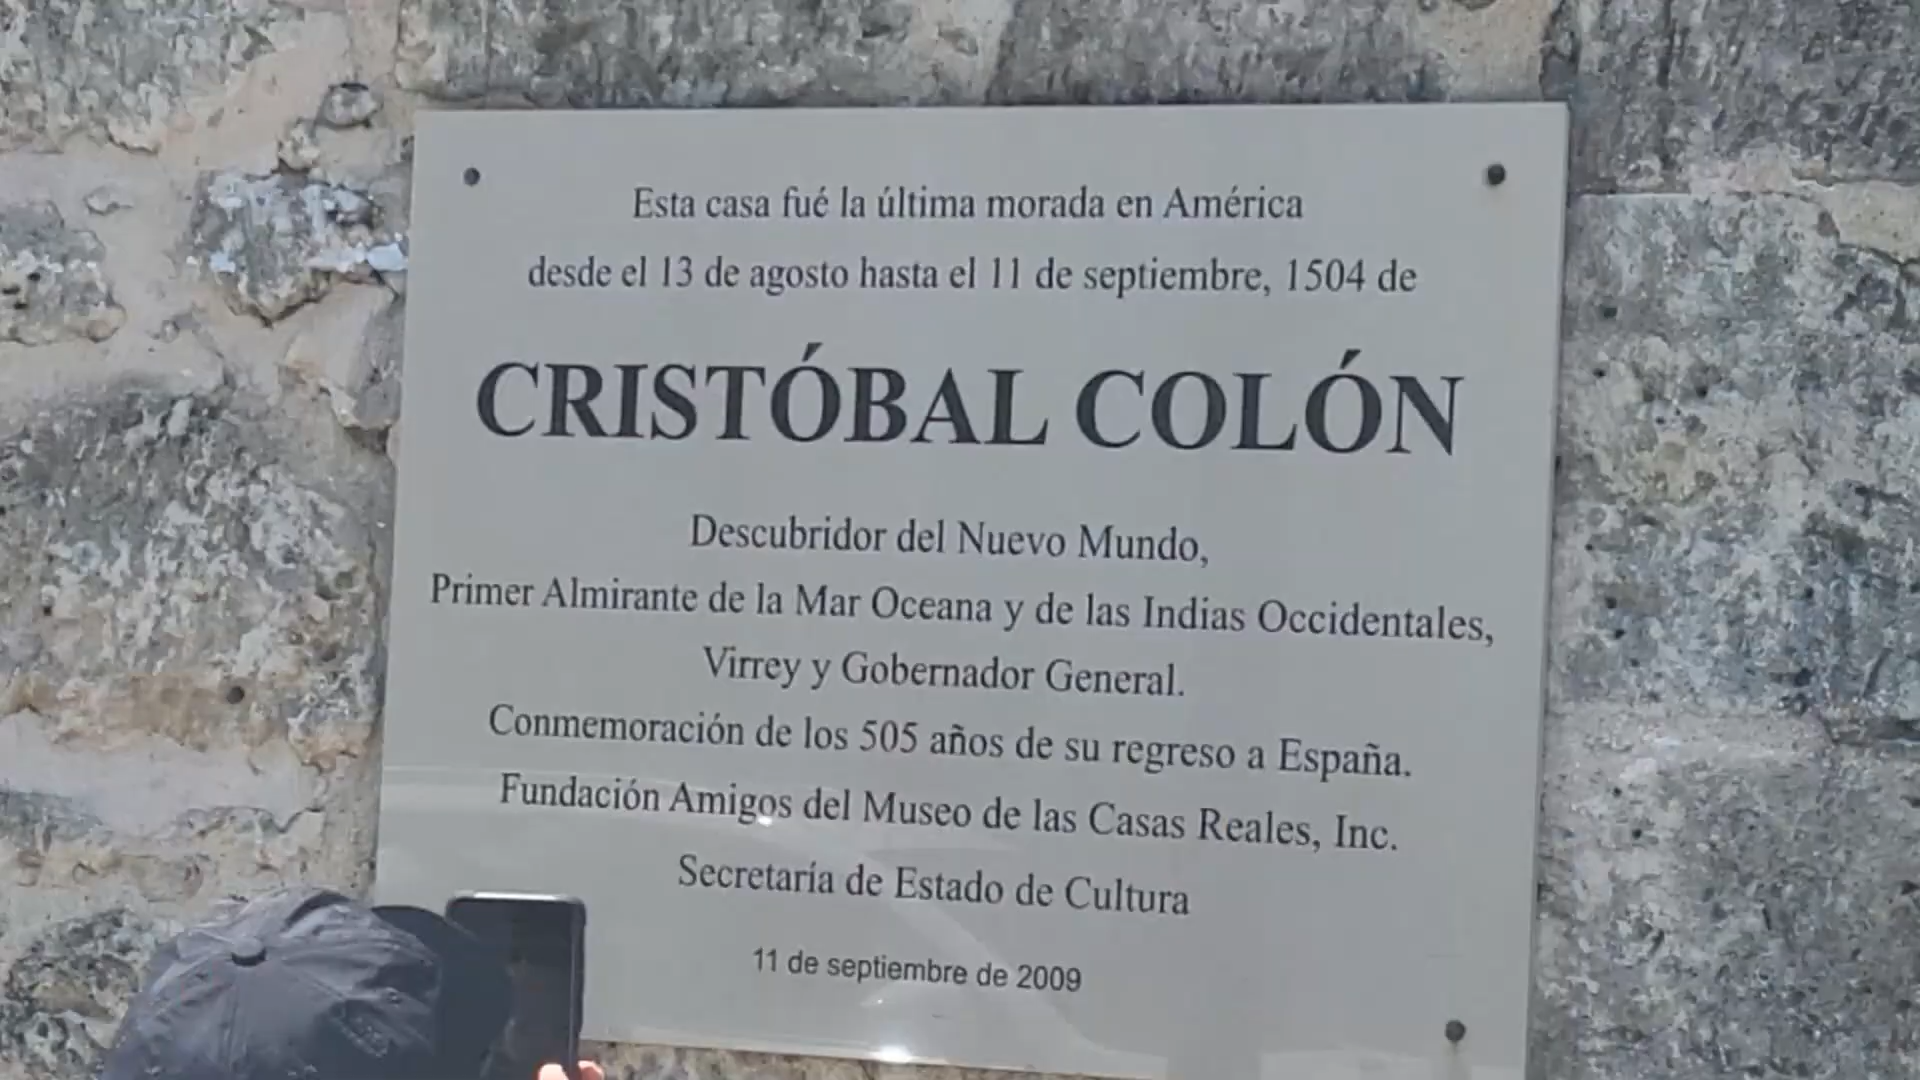 Esta casa fué la última morada en América
desde el 13 de agosto hasta el 11 de septiembre, 1504 de
CRISTÓBAL COLÓN
Descubridor del Nuevo Mundo,
Primer Almirante de la Mar Oceana y de las Indias Occidentales,
Virrey y Gobernador General.
Conmemoración de los 505 años de su regreso a España.
Fundación Amigos del Museo de las Casas Reales, Inc.
Secretaría de Estado de Cultura
11 de septiembre de 2009